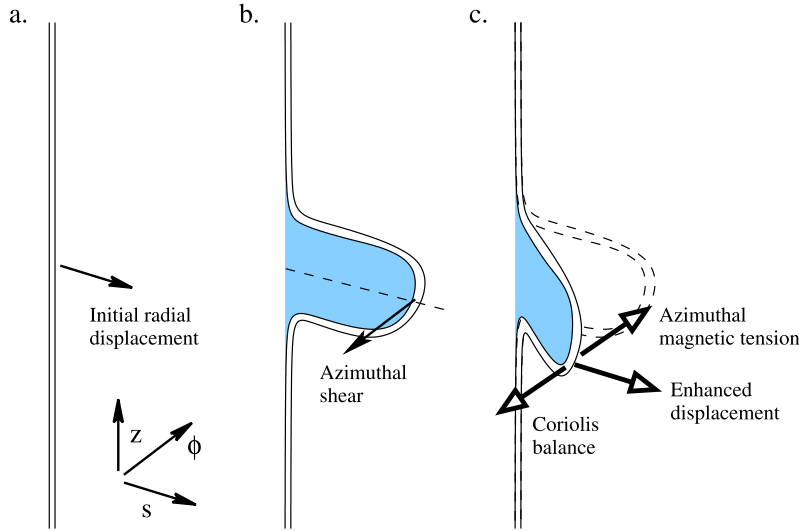 a.
b.
c.
Initial radial
displacement
Azimuthal
shear
Azimuthal
magnetic tension
Enhanced
displacement
Coriolis
balance
z
ϕ
s